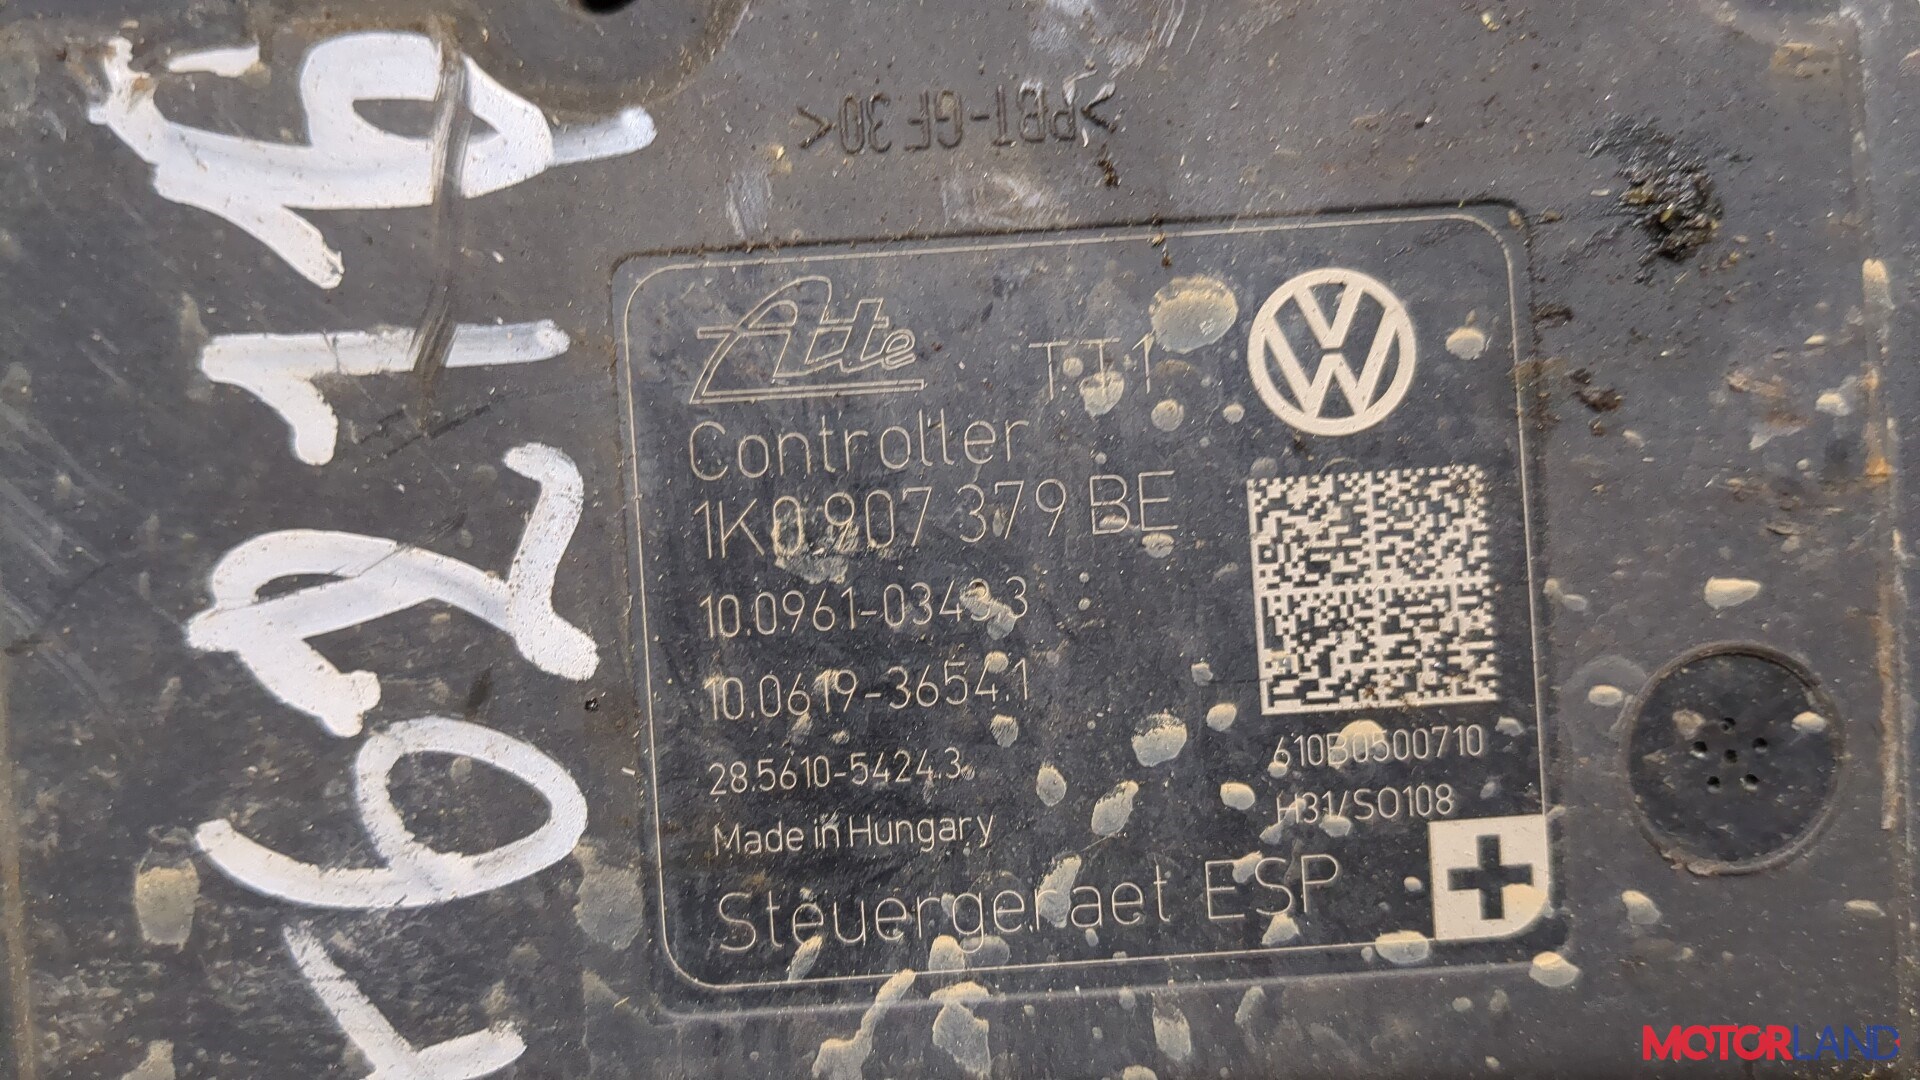 >PBT-GF30<
Ate
TT1
Controller
1K0 907 379 BE
10.0961-0343.3
10.0619-3654.1
28.5610-5424.3
Made in Hungary
610B0500710
H31/SO108
Steuergeraet ESP
MOTORLAND